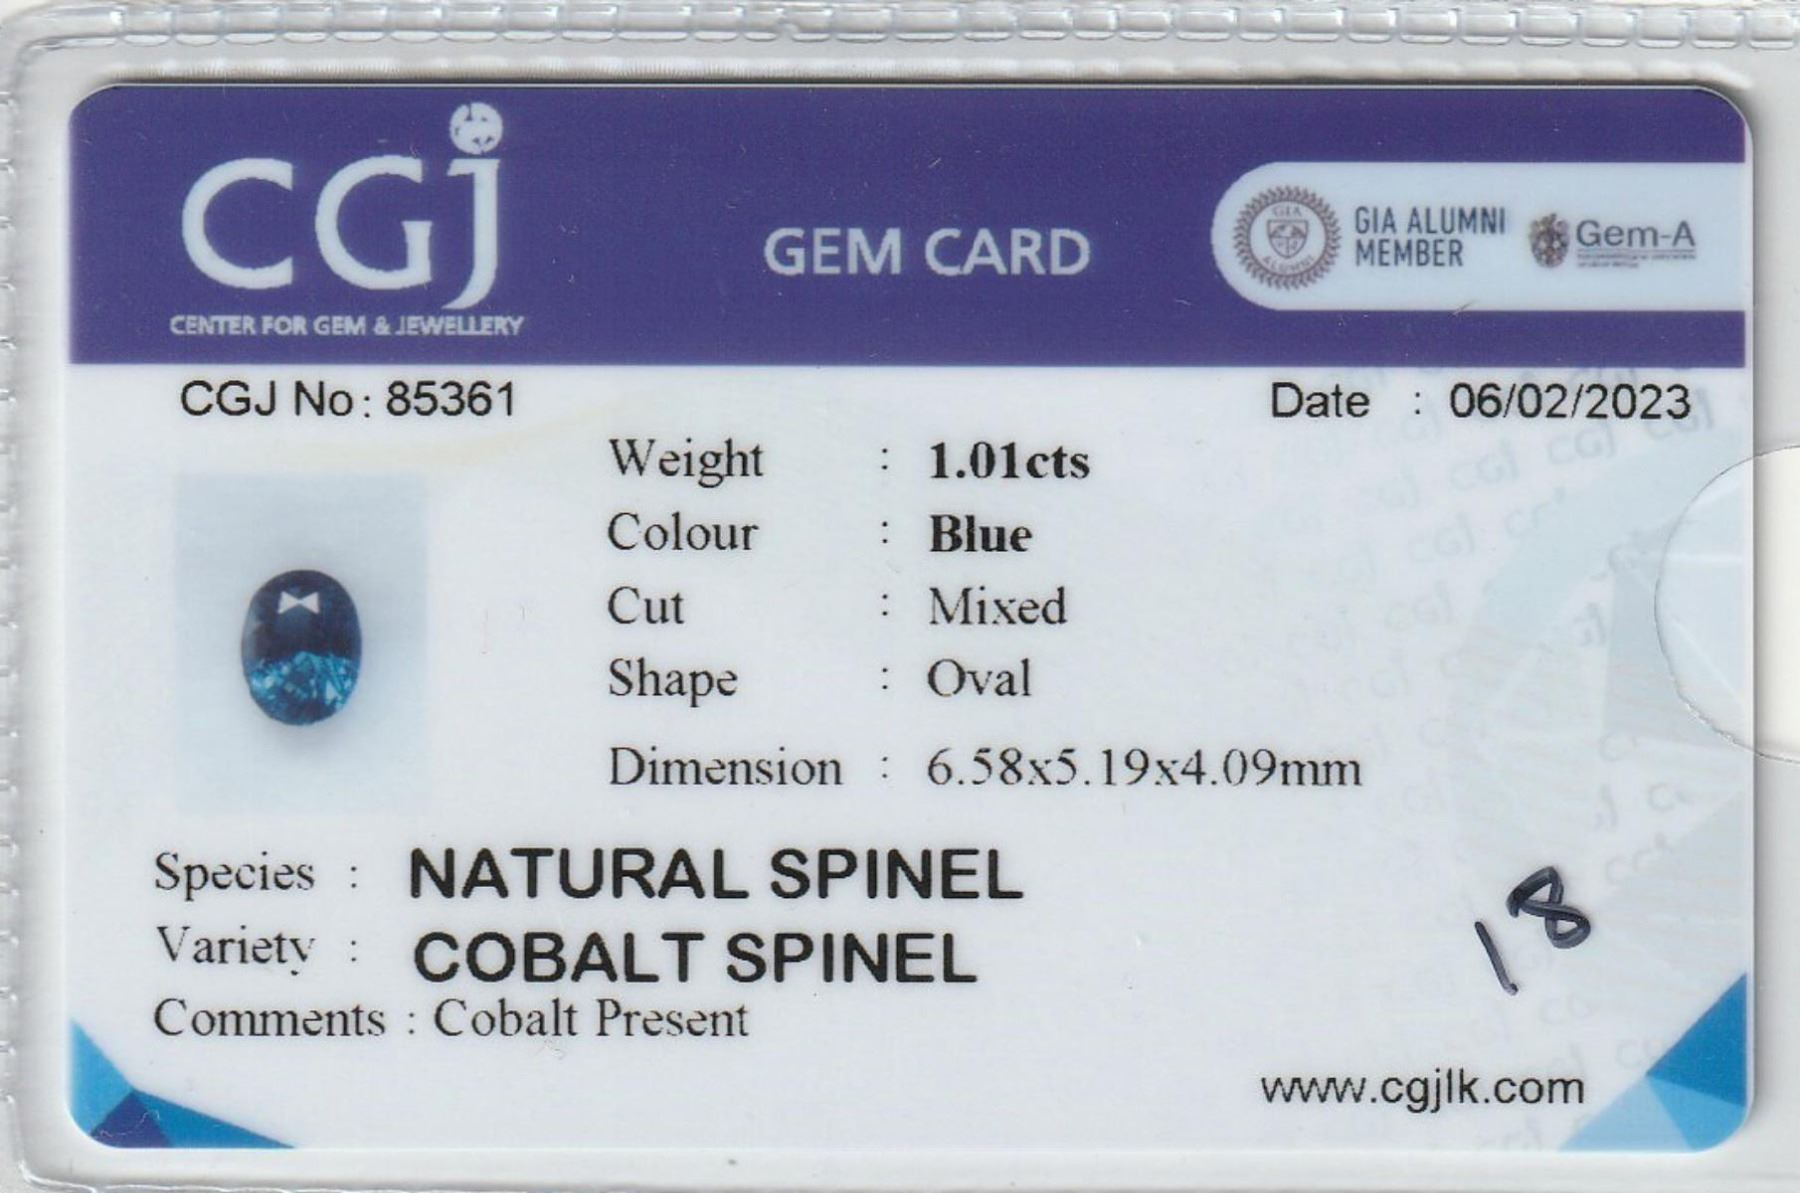 CGJ
CENTER FOR GEM & JEWELLERY
GEM CARD
GIA
ALUMNI
GIA ALUMNI
MEMBER
Gem-A
CGJ No: 85361
Date : 06/02/2023
Weight : 1.01cts
Colour : Blue
Cut : Mixed
Shape : Oval
Dimension : 6.58x5.19x4.09mm
Species : NATURAL SPINEL
Variety : COBALT SPINEL
Comments : Cobalt Present
18
www.cgjlk.com